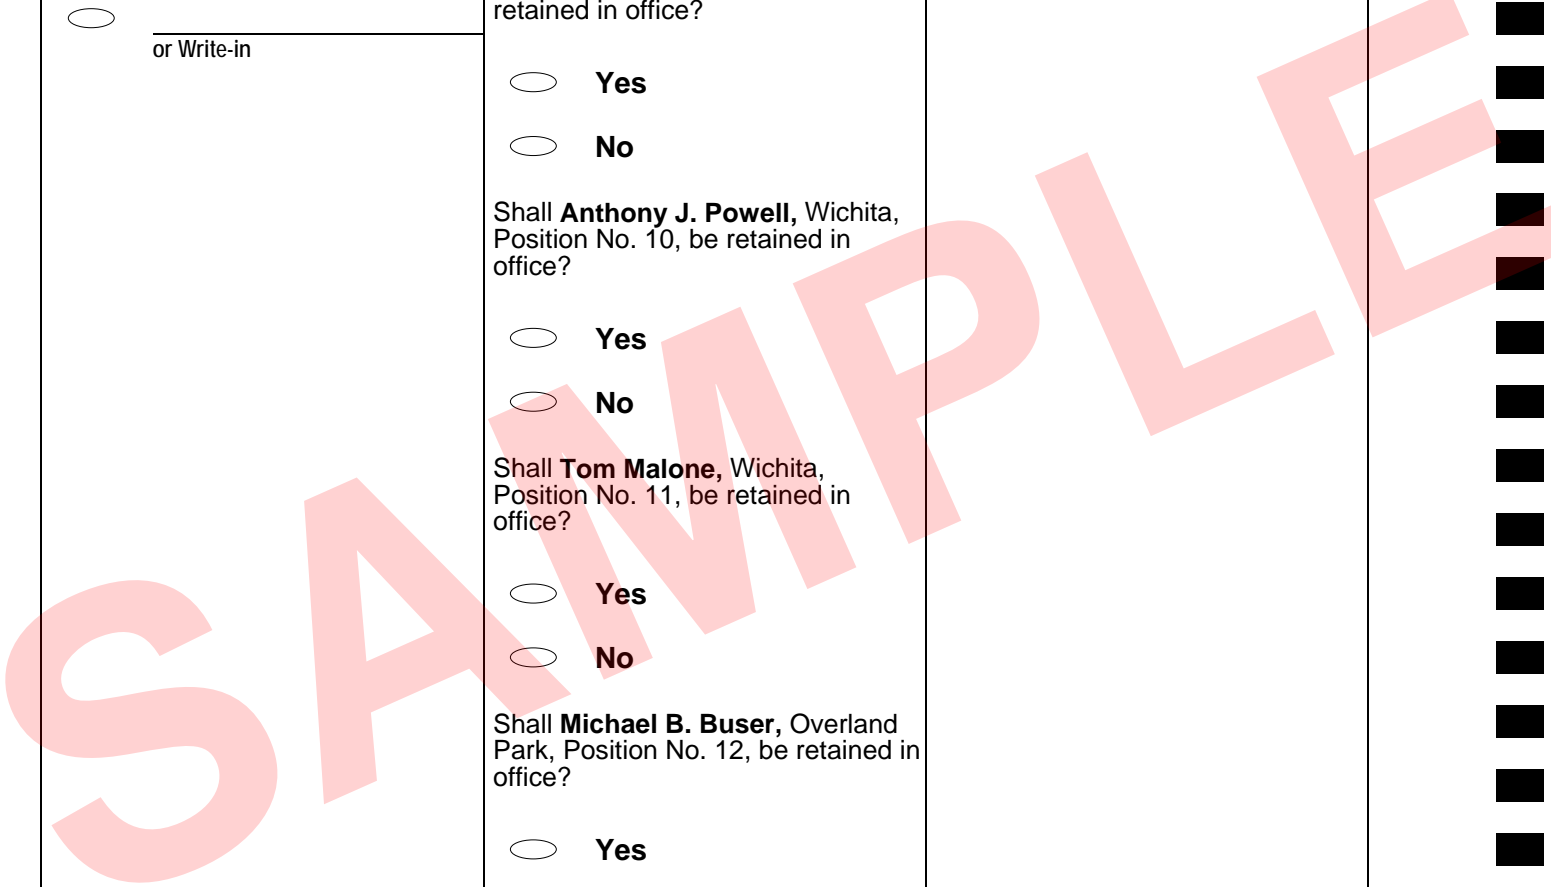 or Write-in
retained in office?
Yes
No
Shall Anthony J. Powell, Wichita,
Position No. 10, be retained in
office?
Yes
No
Shall Tom Malone, Wichita,
Position No. 11, be retained in
office?
Yes
No
Shall Michael B. Buser, Overland
Park, Position No. 12, be retained in
office?
Yes
SAMPLE